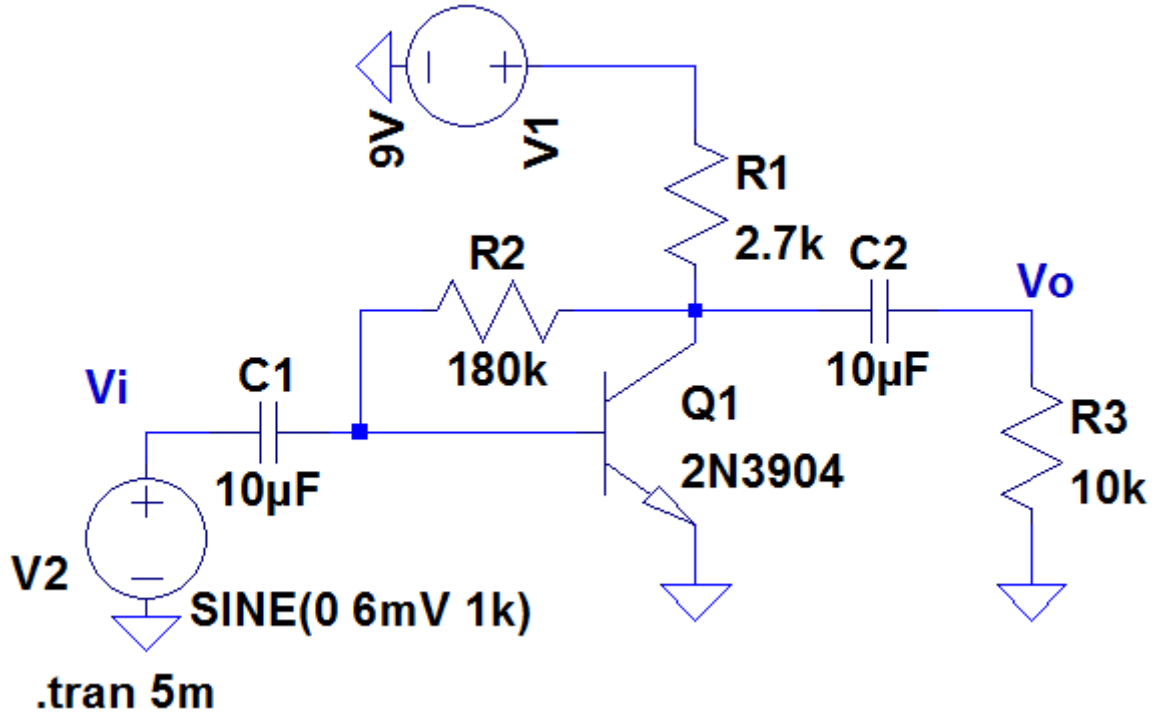 9V
V1
R1
2.7k
R2
180k
C2
10µF
Vo
Vi
C1
10µF
Q1
2N3904
R3
10k
V2
SINE(0 6mV 1k)
.tran 5m